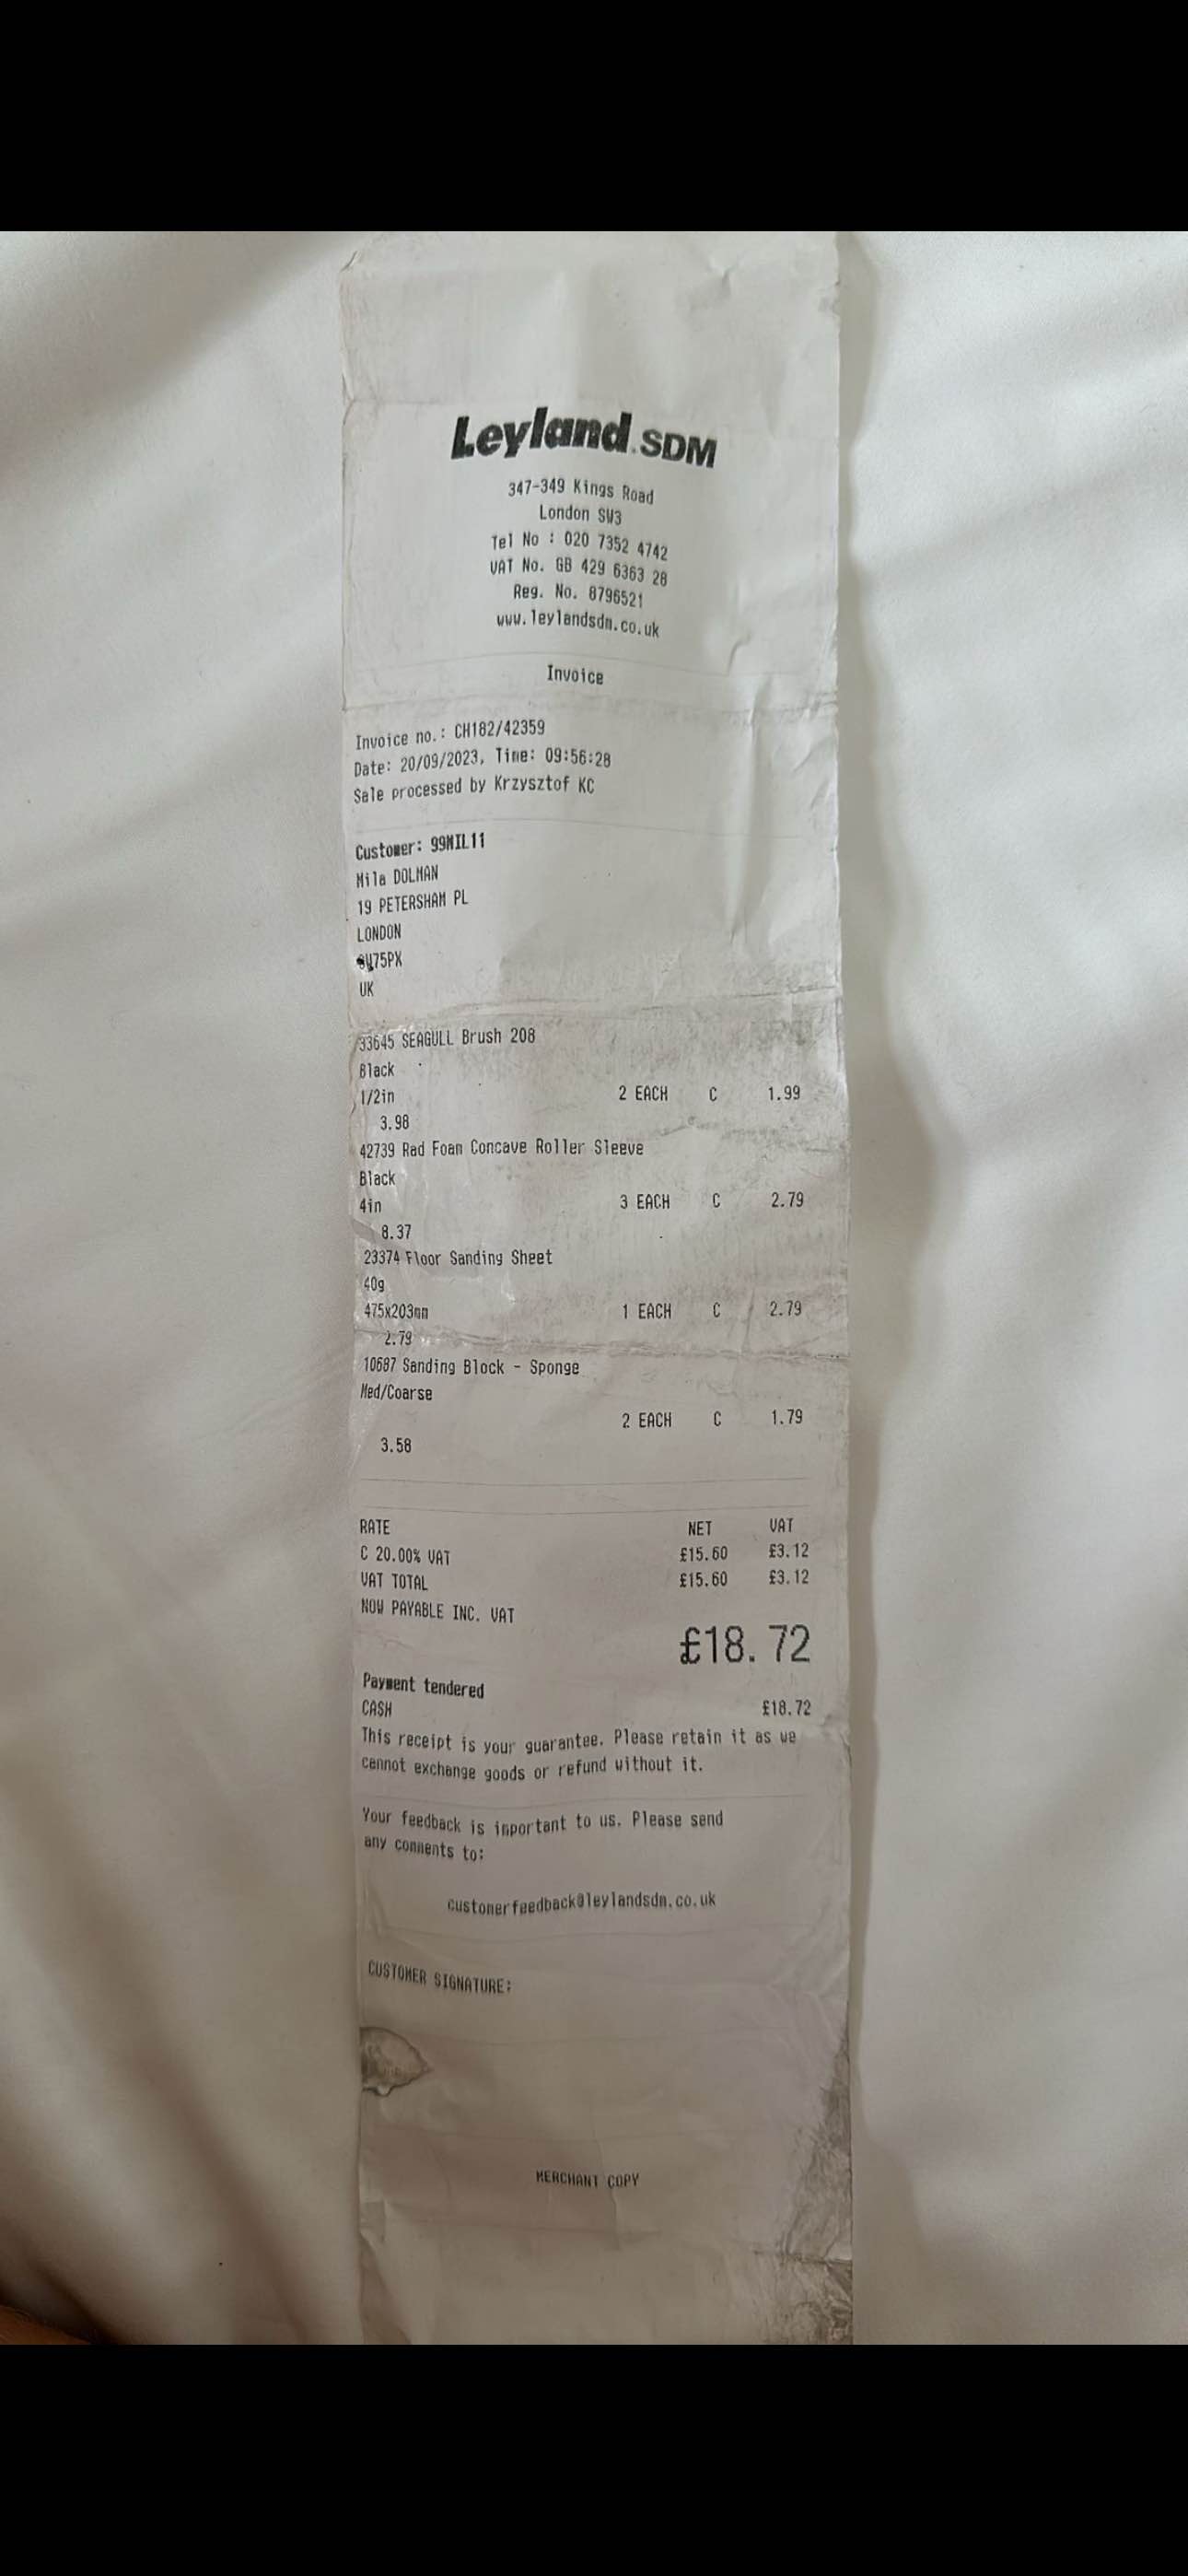 Leyland SDM
347-349 Kings Road
London SW3
Tel No : 020 7352 4742
VAT No. GB 429 6363 28
Reg. No. 8796521
www.leylandsdm.co.uk
Invoice
Invoice no.: CH182/42359
Date: 20/09/2023, Time: 09:56:28
Sale processed by Krzysztof KC
Customer: 99MIL11
Mila DOLMAN
19 PETERSHAM PL
LONDON
SW75PX
UK
33645 SEAGULL Brush 208
Black
1/2in 2 EACH C 1.99
3.98
42739 Rad Foam Concave Roller Sleeve
Black
4in 3 EACH C 2.79
8.37
23374 Floor Sanding Sheet
40g
475x203mm 1 EACH C 2.79
2.79
10687 Sanding Block - Sponge
Med/Coarse
2 EACH C 1.79
3.58
RATE NET VAT
C 20.00% VAT £15.60 £3.12
VAT TOTAL £15.60 £3.12
NOW PAYABLE INC. VAT
£18.72
Payment tendered
CASH £18.72
This receipt is your guarantee. Please retain it as we
cannot exchange goods or refund without it.
Your feedback is important to us. Please send
any comments to:
customerfeedback@leylandsdm.co.uk
CUSTOMER SIGNATURE:
MERCHANT COPY